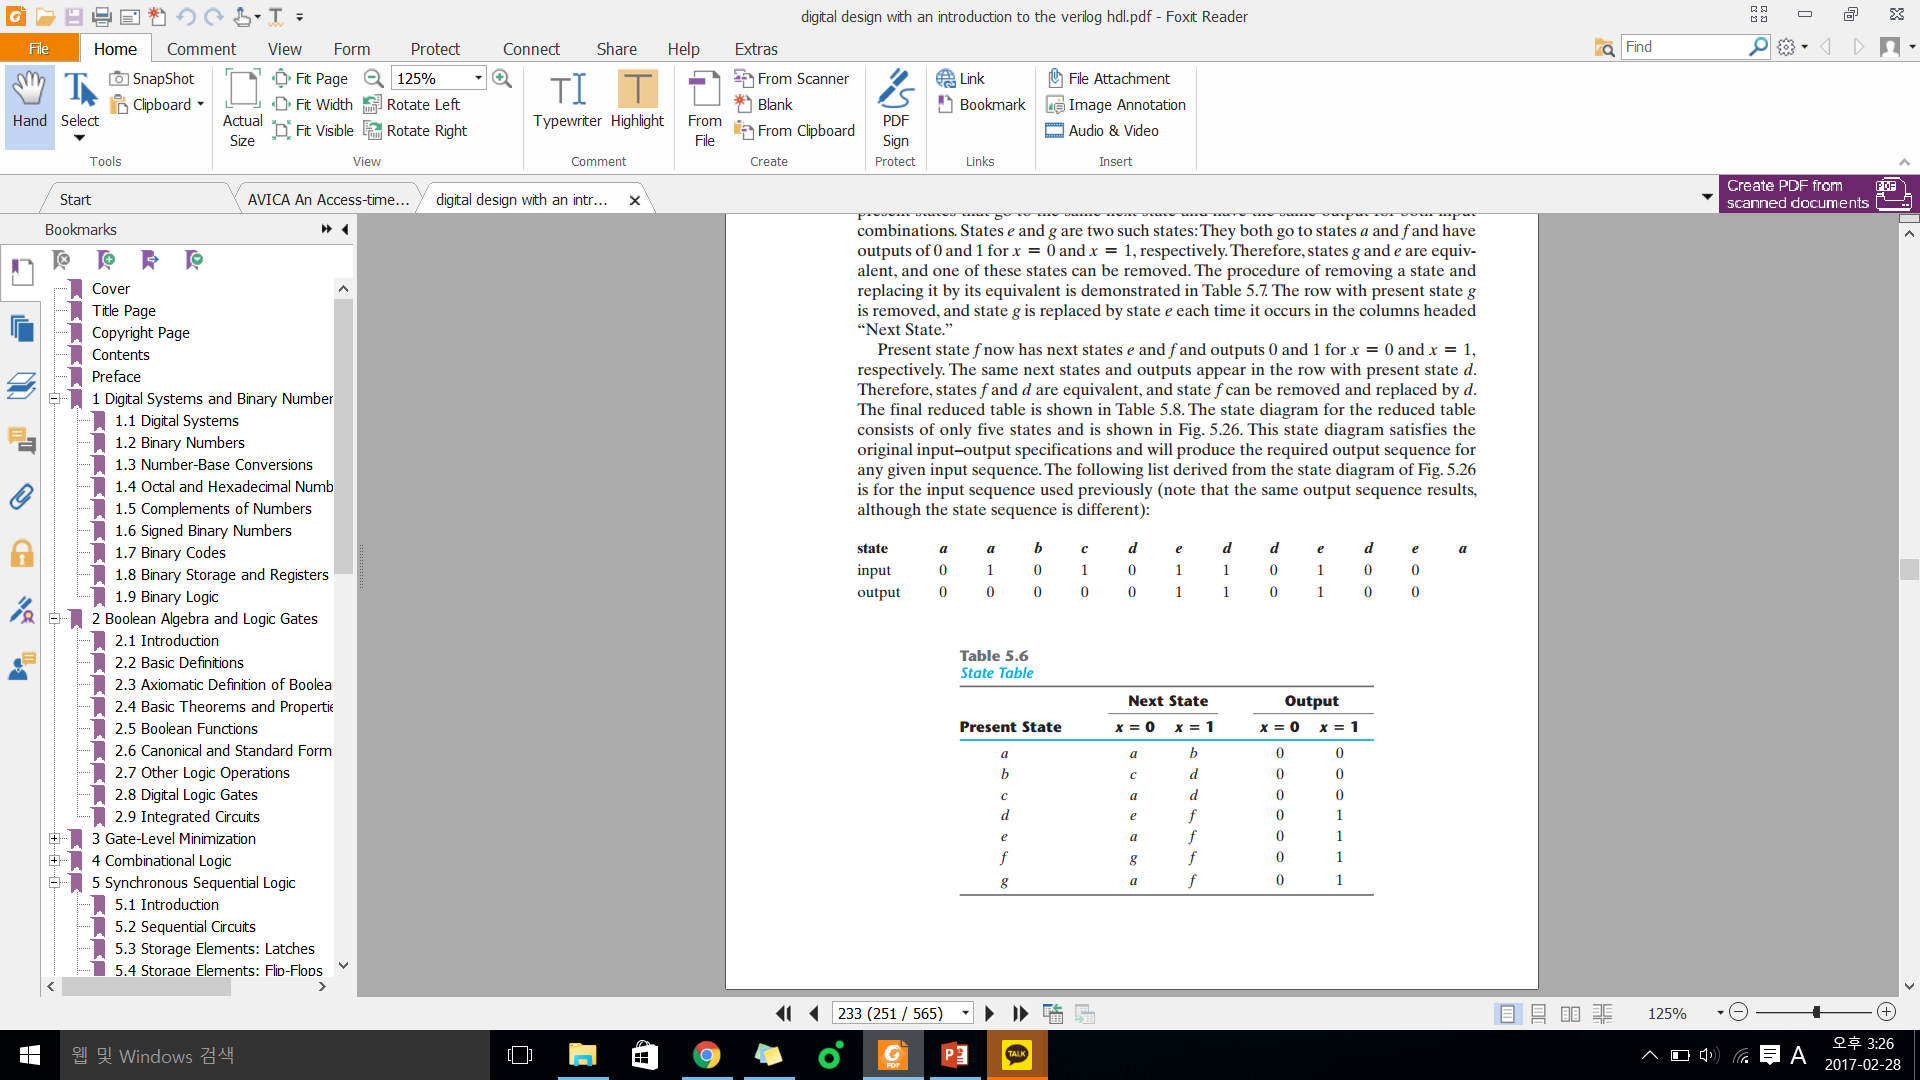 digital design with an introduction to the verilog hdl.pdf - Foxit Reader
File Home Comment View Form Protect Connect Share Help Extras
Find
Hand
Select
SnapShot
Clipboard
Tools
Actual Size
Fit Page
Fit Width
Fit Visible
125%
Rotate Left
Rotate Right
View
Typewriter
Highlight
Comment
From File
From Scanner
Blank
From Clipboard
Create
PDF Sign
Protect
Link
Bookmark
Links
File Attachment
Image Annotation
Audio & Video
Insert
Start
AVICA An Access-time...
digital design with an intr...
Create PDF from
scanned documents
PDF
Bookmarks
Cover
Title Page
Copyright Page
Contents
Preface
1 Digital Systems and Binary Number
1.1 Digital Systems
1.2 Binary Numbers
1.3 Number-Base Conversions
1.4 Octal and Hexadecimal Numb
1.5 Complements of Numbers
1.6 Signed Binary Numbers
1.7 Binary Codes
1.8 Binary Storage and Registers
1.9 Binary Logic
2 Boolean Algebra and Logic Gates
2.1 Introduction
2.2 Basic Definitions
2.3 Axiomatic Definition of Boolea
2.4 Basic Theorems and Properti
2.5 Boolean Functions
2.6 Canonical and Standard Form
2.7 Other Logic Operations
2.8 Digital Logic Gates
2.9 Integrated Circuits
3 Gate-Level Minimization
4 Combinational Logic
5 Synchronous Sequential Logic
5.1 Introduction
5.2 Sequential Circuits
5.3 Storage Elements: Latches
5.4 Storage Elements: Flip-Flops
present states that go to the same next state and have the same output for both input
combinations. States e and g are two such states: They both go to states a and f and have
outputs of 0 and 1 for x = 0 and x = 1, respectively. Therefore, states g and e are equiv-
alent, and one of these states can be removed. The procedure of removing a state and
replacing it by its equivalent is demonstrated in Table 5.7. The row with present state g
is removed, and state g is replaced by state e each time it occurs in the columns headed
“Next State.”
Present state f now has next states e and f and outputs 0 and 1 for x = 0 and x = 1,
respectively. The same next states and outputs appear in the row with present state d.
Therefore, states f and d are equivalent, and state f can be removed and replaced by d.
The final reduced table is shown in Table 5.8. The state diagram for the reduced table
consists of only five states and is shown in Fig. 5.26. This state diagram satisfies the
original input–output specifications and will produce the required output sequence for
any given input sequence. The following list derived from the state diagram of Fig. 5.26
is for the input sequence used previously (note that the same output sequence results,
although the state sequence is different):
state a a b c d e d d e d e a
input 0 1 0 1 0 1 1 0 1 0 0
output 0 0 0 0 0 1 1 0 1 0 0
Table 5.6
State Table
Next State Output
Present State x = 0 x = 1 x = 0 x = 1
a a b 0 0
b c d 0 0
c a d 0 0
d e f 0 1
e a f 0 1
f g f 0 1
g a f 0 1
233 (251 / 565)
125%
웹 및 Windows 검색
PDF
TALK
A
오후 3:26
2017-02-28